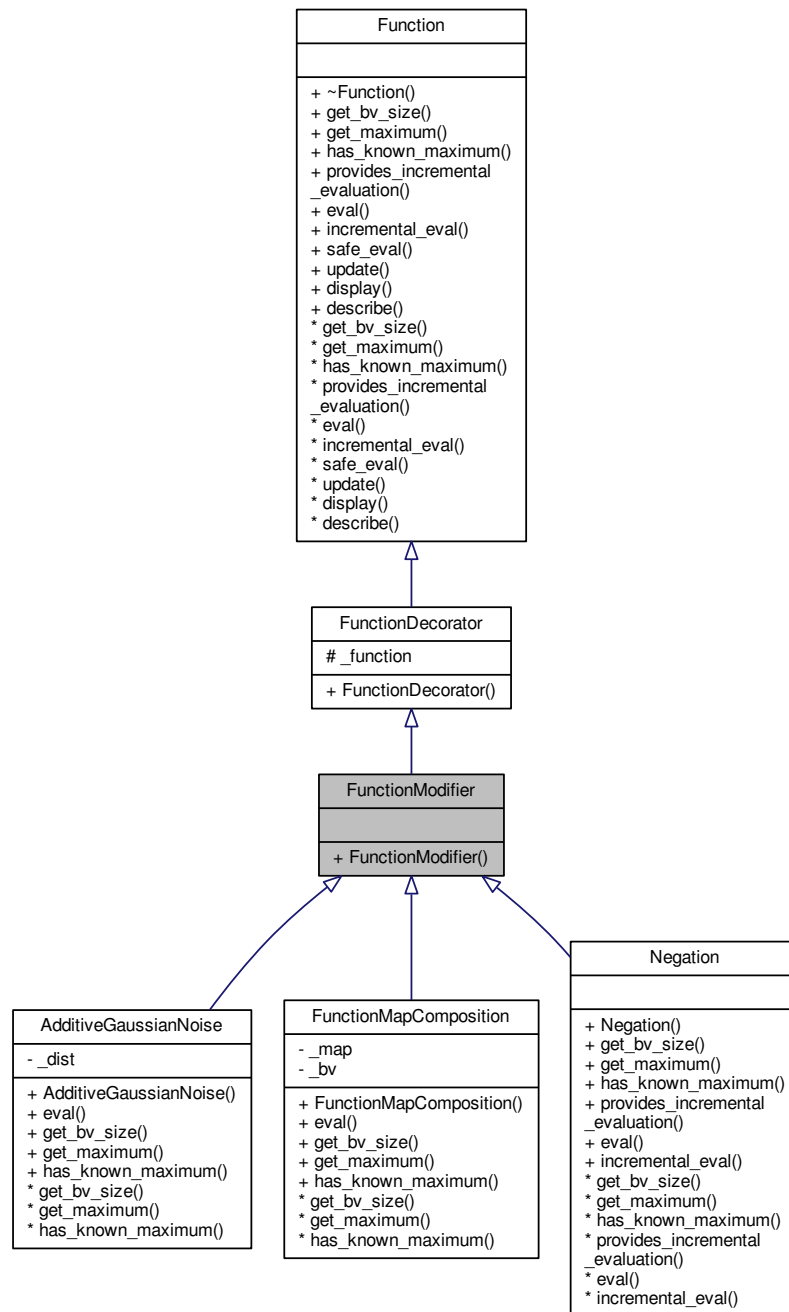 Function
+ ~Function()
+ get_bv_size()
+ get_maximum()
+ has_known_maximum()
+ provides_incremental
_evaluation()
+ eval()
+ incremental_eval()
+ safe_eval()
+ update()
+ display()
+ describe()
* get_bv_size()
* get_maximum()
* has_known_maximum()
* provides_incremental
_evaluation()
* eval()
* incremental_eval()
* safe_eval()
* update()
* display()
* describe()
FunctionDecorator
# _function
+ FunctionDecorator()
FunctionModifier
+ FunctionModifier()
AdditiveGaussianNoise
- _dist
+ AdditiveGaussianNoise()
+ eval()
+ get_bv_size()
+ get_maximum()
+ has_known_maximum()
* get_bv_size()
* get_maximum()
* has_known_maximum()
FunctionMapComposition
- _map
- _bv
+ FunctionMapComposition()
+ eval()
+ get_bv_size()
+ get_maximum()
+ has_known_maximum()
* get_bv_size()
* get_maximum()
* has_known_maximum()
Negation
+ Negation()
+ get_bv_size()
+ get_maximum()
+ has_known_maximum()
+ provides_incremental
_evaluation()
+ eval()
+ incremental_eval()
* get_bv_size()
* get_maximum()
* has_known_maximum()
* provides_incremental
_evaluation()
* eval()
* incremental_eval()